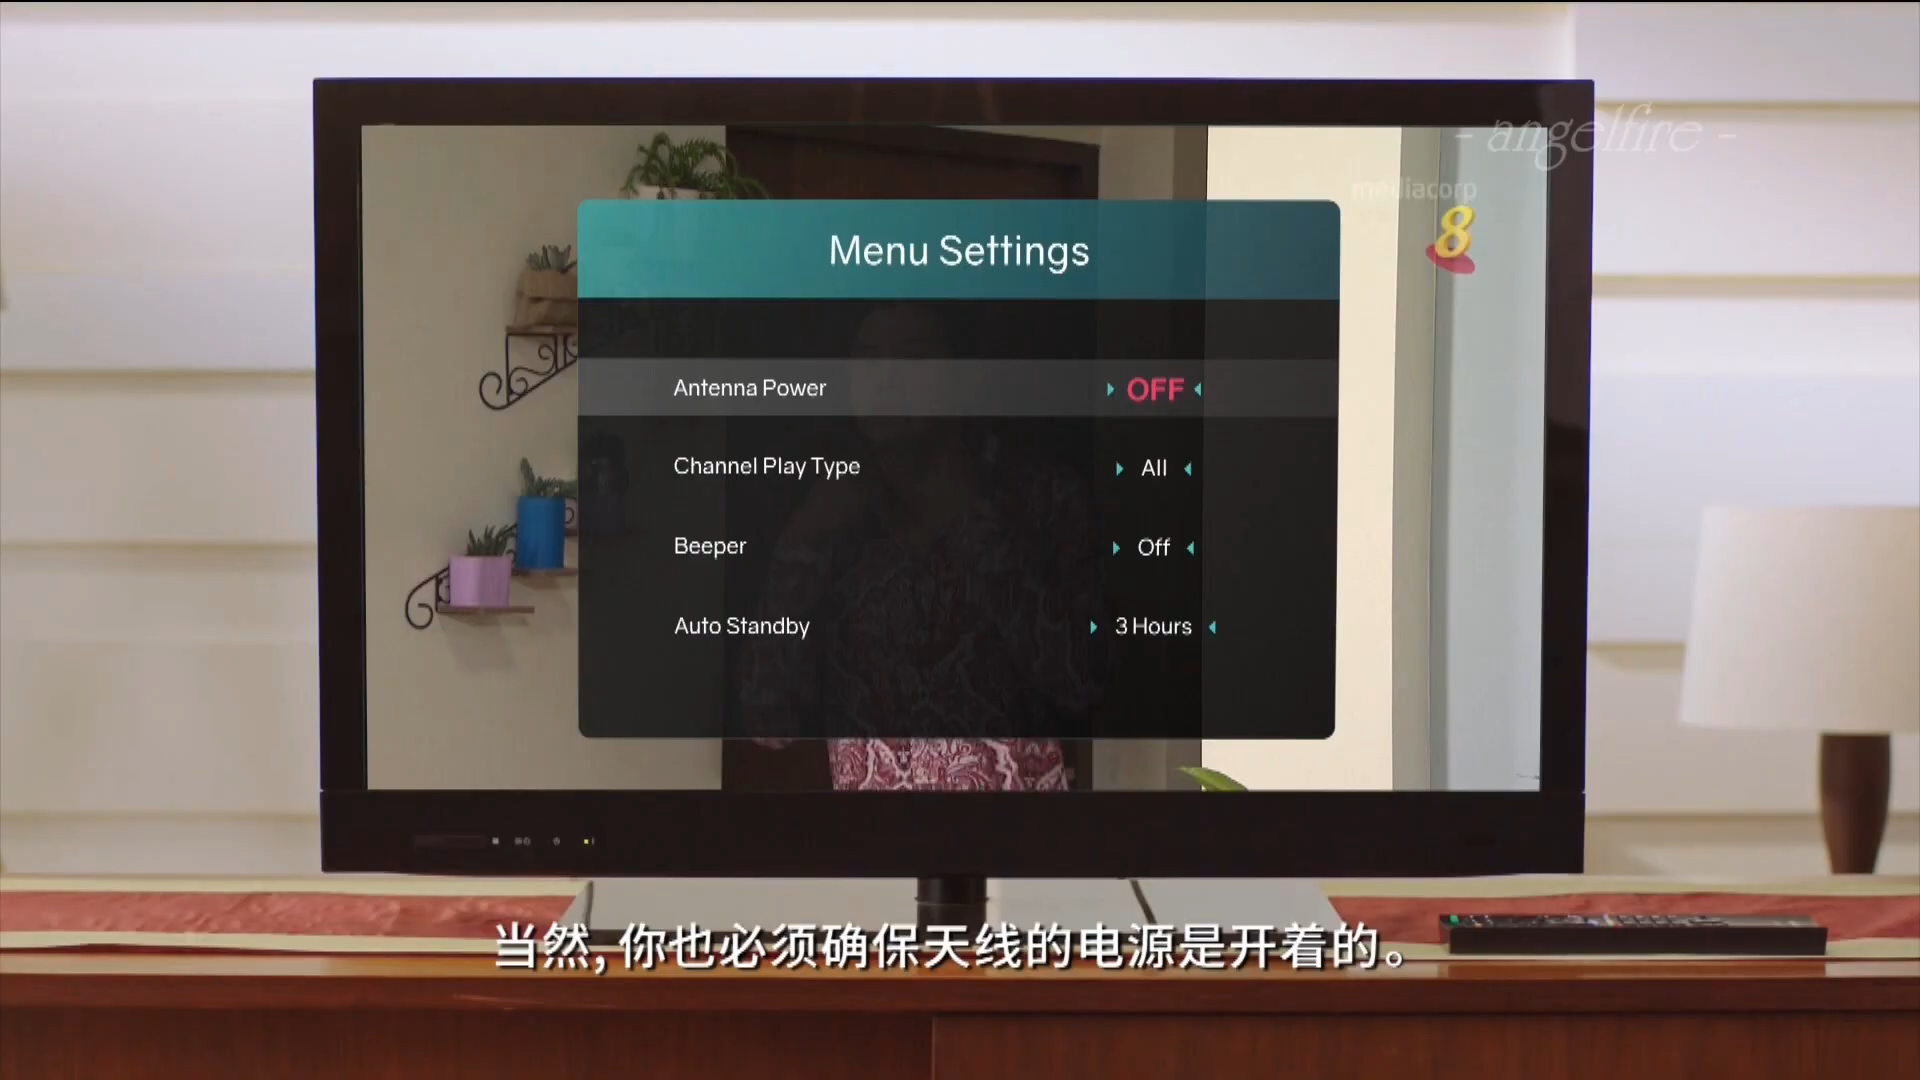 - angelfire -
mediacorp
8
Menu Settings
Antenna Power OFF
Channel Play Type All
Beeper Off
Auto Standby 3 Hours
当然, 你也必须确保天线的电源是开着的。